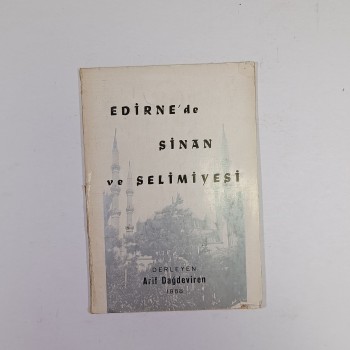 EDİRNE'de
SİNAN
ve SELİMİYESİ
DERLEYEN
Arif Dağdeviren